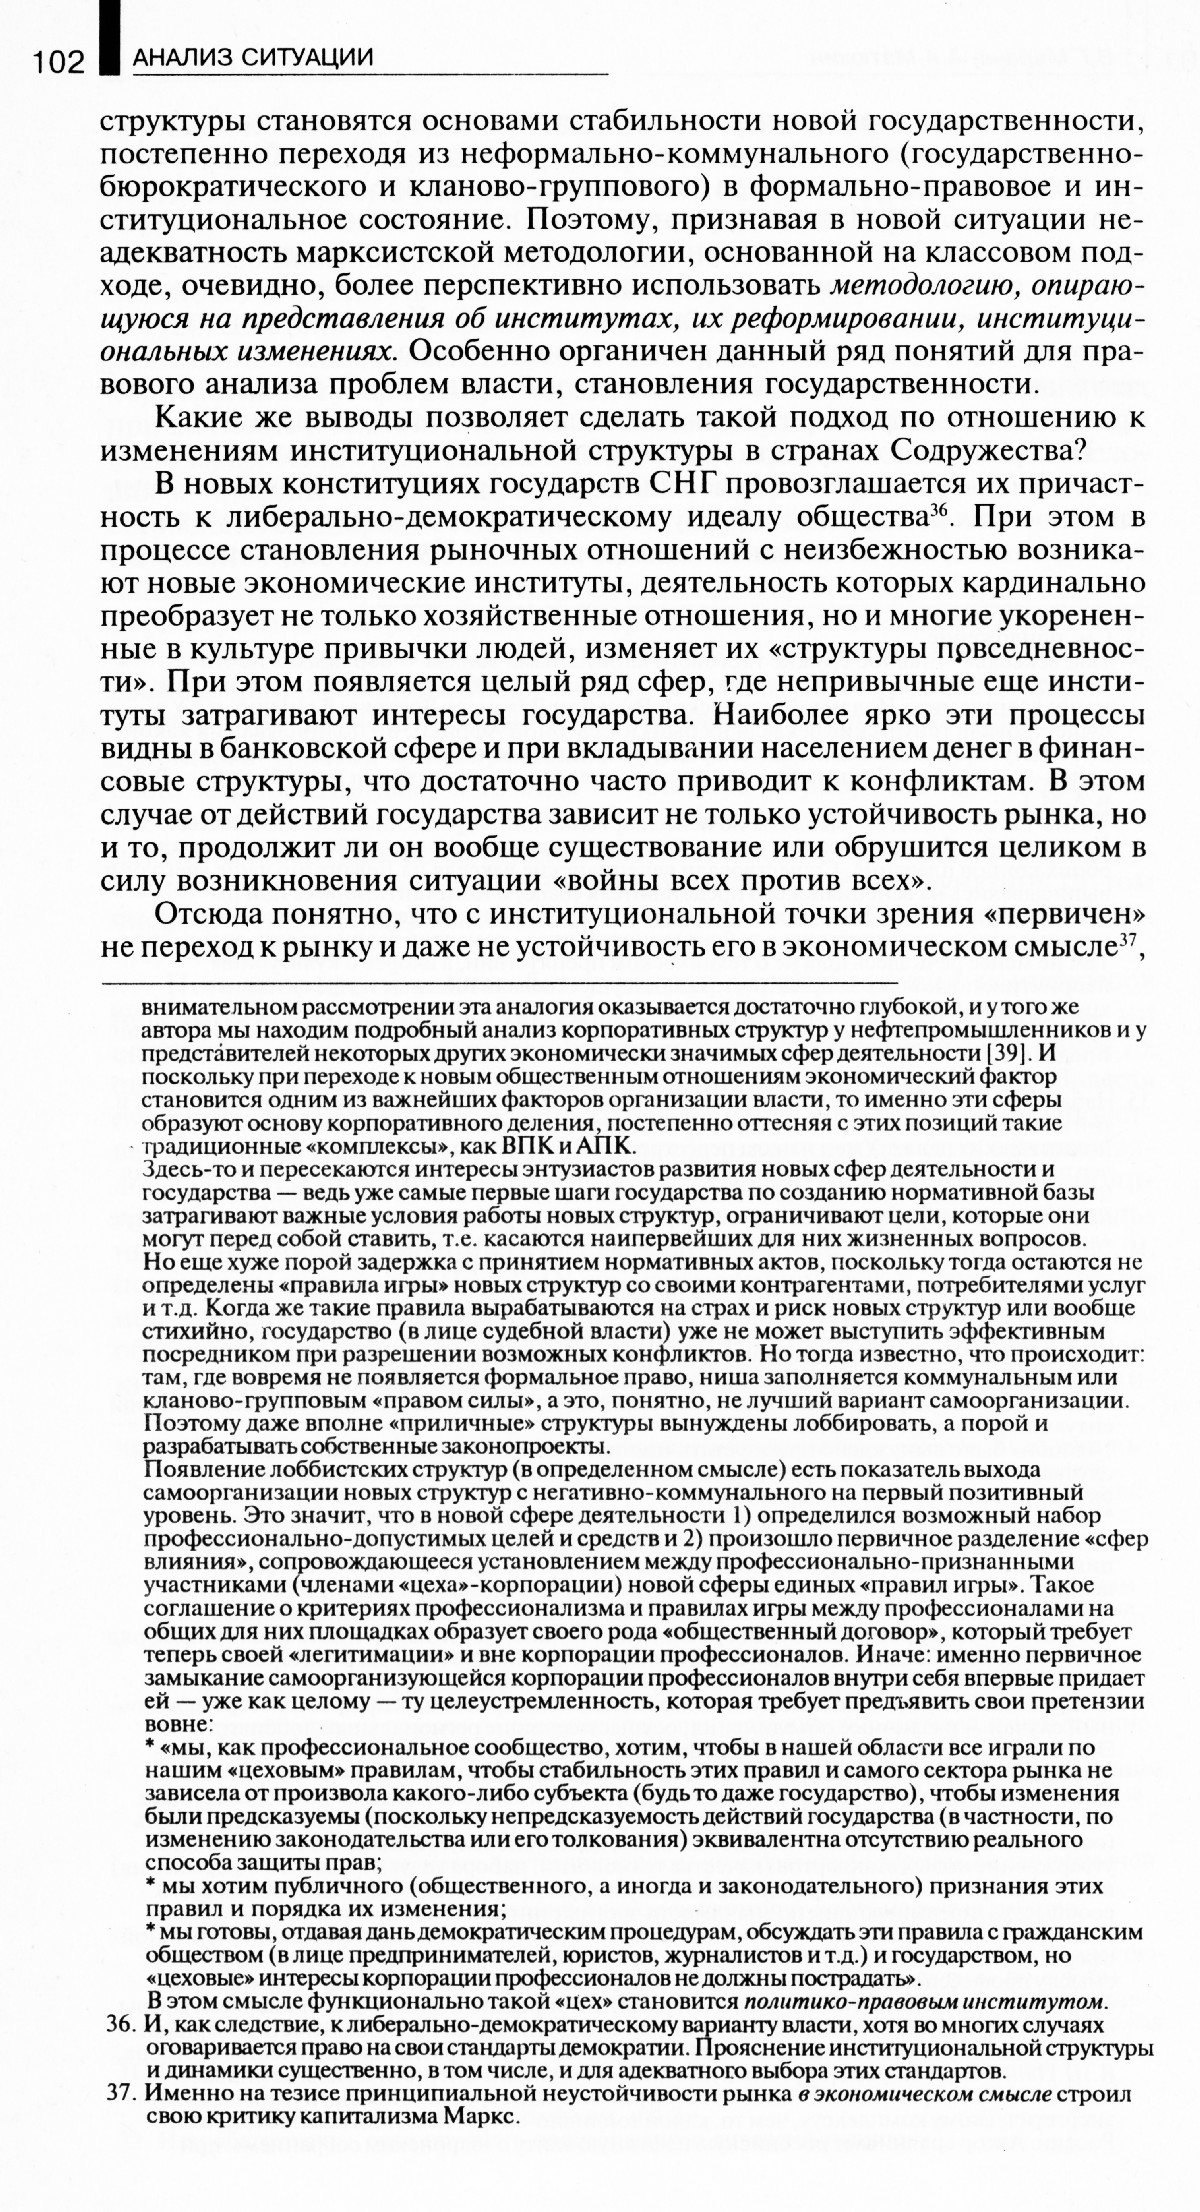 102 АНАЛИЗ СИТУАЦИИ
структуры становятся основами стабильности новой государственности,
постепенно переходя из неформально-коммунального (государственно-
бюрократического и кланово-группового) в формально-правовое и ин-
ституциональное состояние. Поэтому, признавая в новой ситуации не-
адекватность марксистской методологии, основанной на классовом под-
ходе, очевидно, более перспективно использовать методологию, опираю-
щуюся на представления об институтах, их реформировании, институци-
ональных изменениях. Особенно органичен данный ряд понятий для пра-
вового анализа проблем власти, становления государственности.
Какие же выводы позволяет сделать такой подход по отношению к
изменениям институциональной структуры в странах Содружества?
В новых конституциях государств СНГ провозглашается их причаст-
ность к либерально-демократическому идеалу общества³⁶. При этом в
процессе становления рыночных отношений с неизбежностью возника-
ют новые экономические институты, деятельность которых кардинально
преобразует не только хозяйственные отношения, но и многие укоренен-
ные в культуре привычки людей, изменяет их «структуры повседневнос-
ти». При этом появляется целый ряд сфер, где непривычные еще инсти-
туты затрагивают интересы государства. Наиболее ярко эти процессы
видны в банковской сфере и при вкладывании населением денег в финан-
совые структуры, что достаточно часто приводит к конфликтам. В этом
случае от действий государства зависит не только устойчивость рынка, но
и то, продолжит ли он вообще существование или обрушится целиком в
силу возникновения ситуации «войны всех против всех».
Отсюда понятно, что с институциональной точки зрения «первичен»
не переход к рынку и даже не устойчивость его в экономическом смысле³⁷,
внимательном рассмотрении эта аналогия оказывается достаточно глубокой, и у того же
автора мы находим подробный анализ корпоративных структур у нефтепромышленников и у
представителей некоторых других экономически значимых сфер деятельности [39]. И
поскольку при переходе к новым общественным отношениям экономический фактор
становится одним из важнейших факторов организации власти, то именно эти сферы
образуют основу корпоративного деления, постепенно оттесняя с этих позиций такие
традиционные «комплексы», как ВПК и АПК.
Здесь-то и пересекаются интересы энтузиастов развития новых сфер деятельности и
государства — ведь уже самые первые шаги государства по созданию нормативной базы
затрагивают важные условия работы новых структур, ограничивают цели, которые они
могут перед собой ставить, т.е. касаются наипервейших для них жизненных вопросов.
Но еще хуже порой задержка с принятием нормативных актов, поскольку тогда остаются не
определены «правила игры» новых структур со своими контрагентами, потребителями услуг
и т.д. Когда же такие правила вырабатываются на страх и риск новых структур или вообще
стихийно, государство (в лице судебной власти) уже не может выступить эффективным
посредником при разрешении возможных конфликтов. Но тогда известно, что происходит:
там, где вовремя не появляется формальное право, ниша заполняется коммунальным или
кланово-групповым «правом силы», а это, понятно, не лучший вариант самоорганизации.
Поэтому даже вполне «приличные» структуры вынуждены лоббировать, а порой и
разрабатывать собственные законопроекты.
Появление лоббистских структур (в определенном смысле) есть показатель выхода
самоорганизации новых структур с негативно-коммунального на первый позитивный
уровень. Это значит, что в новой сфере деятельности 1) определился возможный набор
профессионально-допустимых целей и средств и 2) произошло первичное разделение «сфер
влияния», сопровождающееся установлением между профессионально-признанными
участниками (членами «цеха»-корпорации) новой сферы единых «правил игры». Такое
соглашение о критериях профессионализма и правилах игры между профессионалами на
общих для них площадках образует своего рода «общественный договор», который требует
теперь своей «легитимации» и вне корпорации профессионалов. Иначе: именно первичное
замыкание самоорганизующейся корпорации профессионалов внутри себя впервые придает
ей — уже как целому — ту целеустремленность, которая требует предъявить свои претензии
вовне:
* «мы, как профессиональное сообщество, хотим, чтобы в нашей области все играли по
нашим «цеховым» правилам, чтобы стабильность этих правил и самого сектора рынка не
зависела от произвола какого-либо субъекта (будь то даже государство), чтобы изменения
были предсказуемы (поскольку непредсказуемость действий государства (в частности, по
изменению законодательства или его толкования) эквивалентна отсутствию реального
способа защиты прав;
* мы хотим публичного (общественного, а иногда и законодательного) признания этих
правил и порядка их изменения;
* мы готовы, отдавая дань демократическим процедурам, обсуждать эти правила с гражданским
обществом (в лице предпринимателей, юристов, журналистов и т.д.) и государством, но
«цеховые» интересы корпорации профессионалов не должны пострадать».
В этом смысле функционально такой «цех» становится политико-правовым институтом.
36. И, как следствие, к либерально-демократическому варианту власти, хотя во многих случаях
оговаривается право на свои стандарты демократии. Прояснение институциональной структуры
и динамики существенно, в том числе, и для адекватного выбора этих стандартов.
37. Именно на тезисе принципиальной неустойчивости рынка в экономическом смысле строил
свою критику капитализма Маркс.